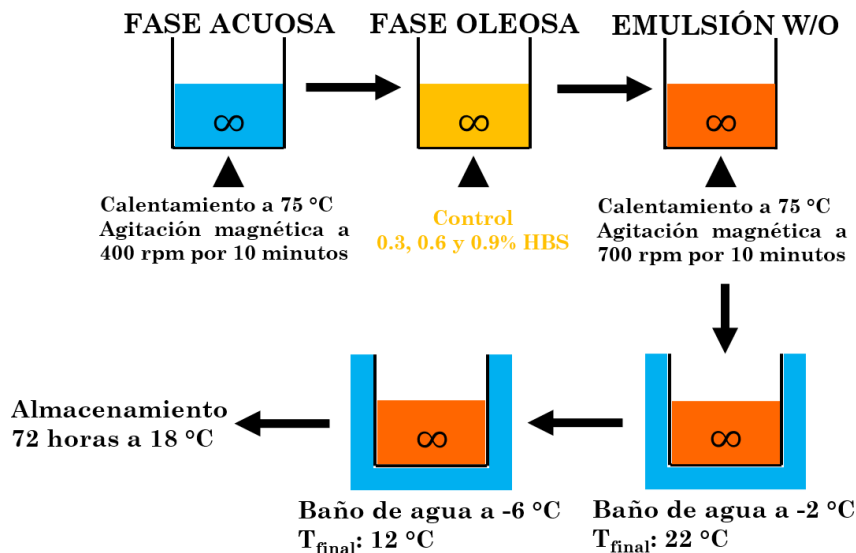 FASE ACUOSA
FASE OLEOSA
EMULSIÓN W/O
∞
∞
∞
Calentamiento a 75 °C
Agitación magnética a
400 rpm por 10 minutos
Control
0.3, 0.6 y 0.9% HBS
Calentamiento a 75 °C
Agitación magnética a
700 rpm por 10 minutos
∞
Baño de agua a -2 °C
Tfinal: 22 °C
∞
Baño de agua a -6 °C
Tfinal: 12 °C
Almacenamiento
72 horas a 18 °C